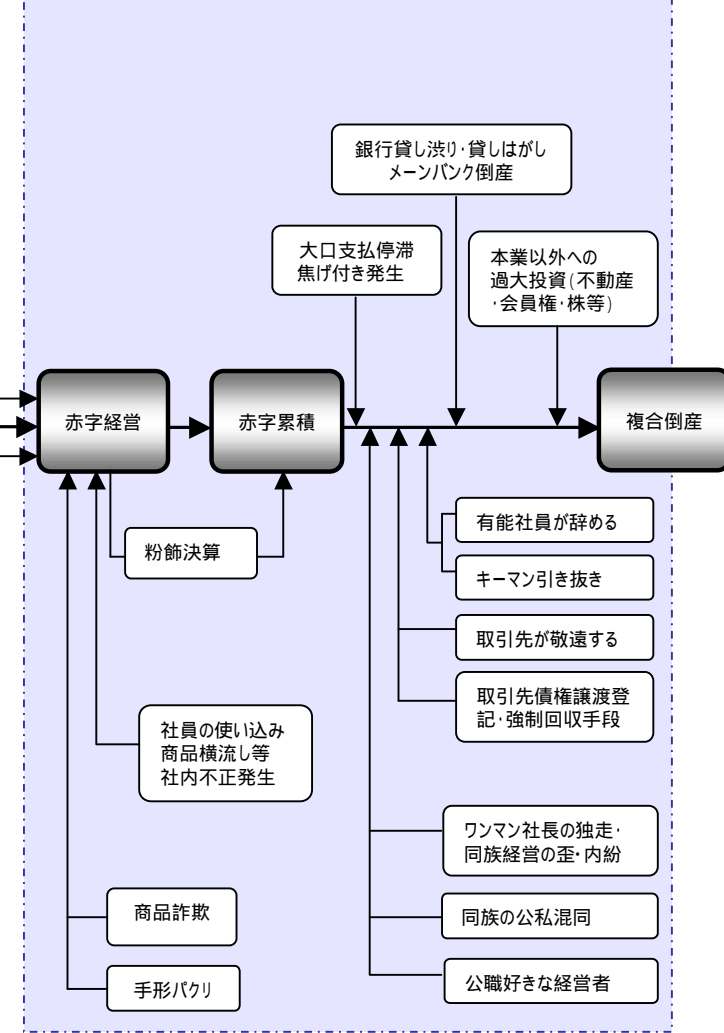 銀行貸し渋り・貸しはがし
メーンバンク倒産
大口支払停滞
焦げ付き発生
本業以外への
過大投資(不動産
・会員権・株等)
赤字経営
赤字累積
複合倒産
粉飾決算
有能社員が辞める
キーマン引き抜き
取引先が敬遠する
取引先債権譲渡登
記・強制回収手段
社員の使い込み
商品横流し等
社内不正発生
ワンマン社長の独走・
同族経営の歪・内紛
商品詐欺
同族の公私混同
手形パクリ
公職好きな経営者